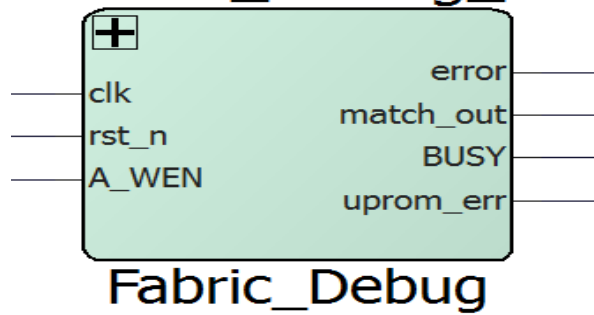 clk
rst_n
A_WEN
error
match_out
BUSY
uprom_err
Fabric_Debug